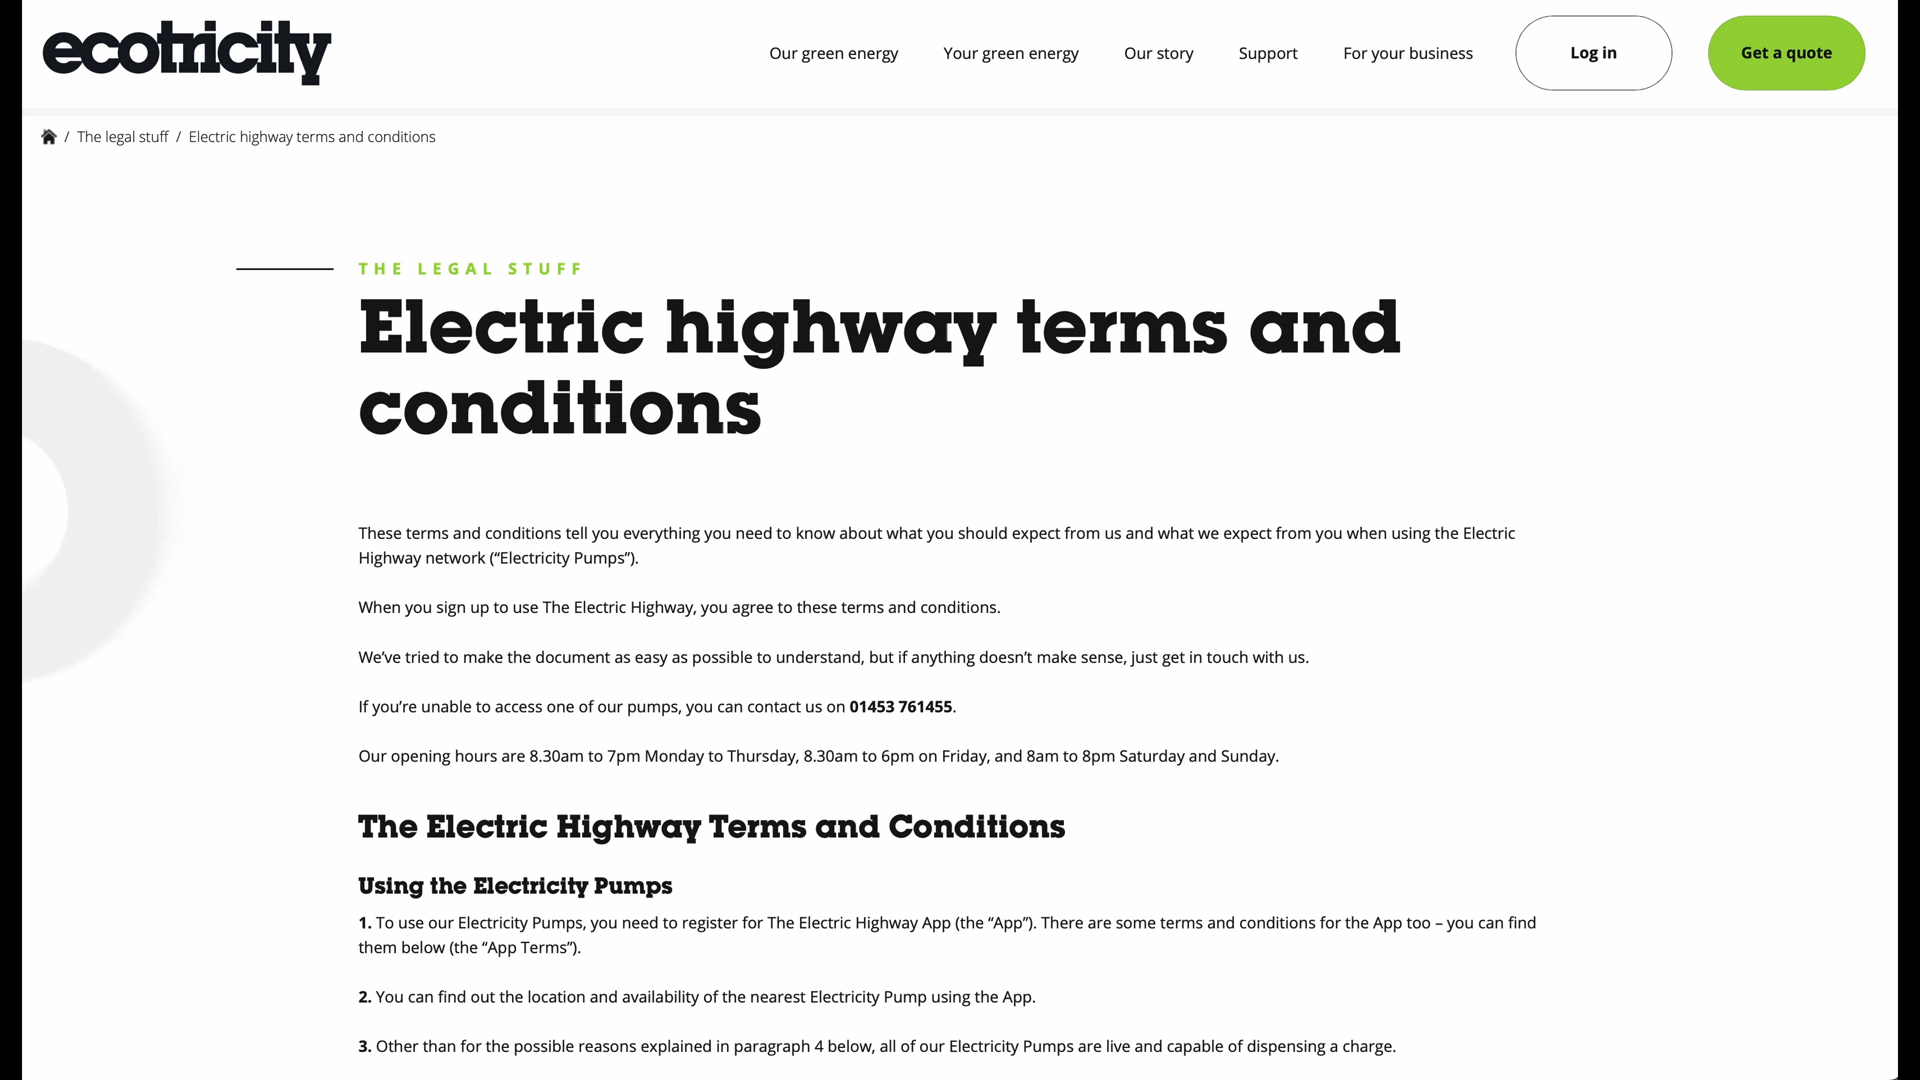 ecotricity
Our green energy
Your green energy
Our story
Support
For your business
Log in
Get a quote
/ The legal stuff / Electric highway terms and conditions
THE LEGAL STUFF
Electric highway terms and
conditions
These terms and conditions tell you everything you need to know about what you should expect from us and what we expect from you when using the Electric
Highway network (“Electricity Pumps”).
When you sign up to use The Electric Highway, you agree to these terms and conditions.
We’ve tried to make the document as easy as possible to understand, but if anything doesn’t make sense, just get in touch with us.
If you’re unable to access one of our pumps, you can contact us on 01453 761455.
Our opening hours are 8.30am to 7pm Monday to Thursday, 8.30am to 6pm on Friday, and 8am to 8pm Saturday and Sunday.
The Electric Highway Terms and Conditions
Using the Electricity Pumps
1. To use our Electricity Pumps, you need to register for The Electric Highway App (the “App”). There are some terms and conditions for the App too – you can find
them below (the “App Terms”).
2. You can find out the location and availability of the nearest Electricity Pump using the App.
3. Other than for the possible reasons explained in paragraph 4 below, all of our Electricity Pumps are live and capable of dispensing a charge.